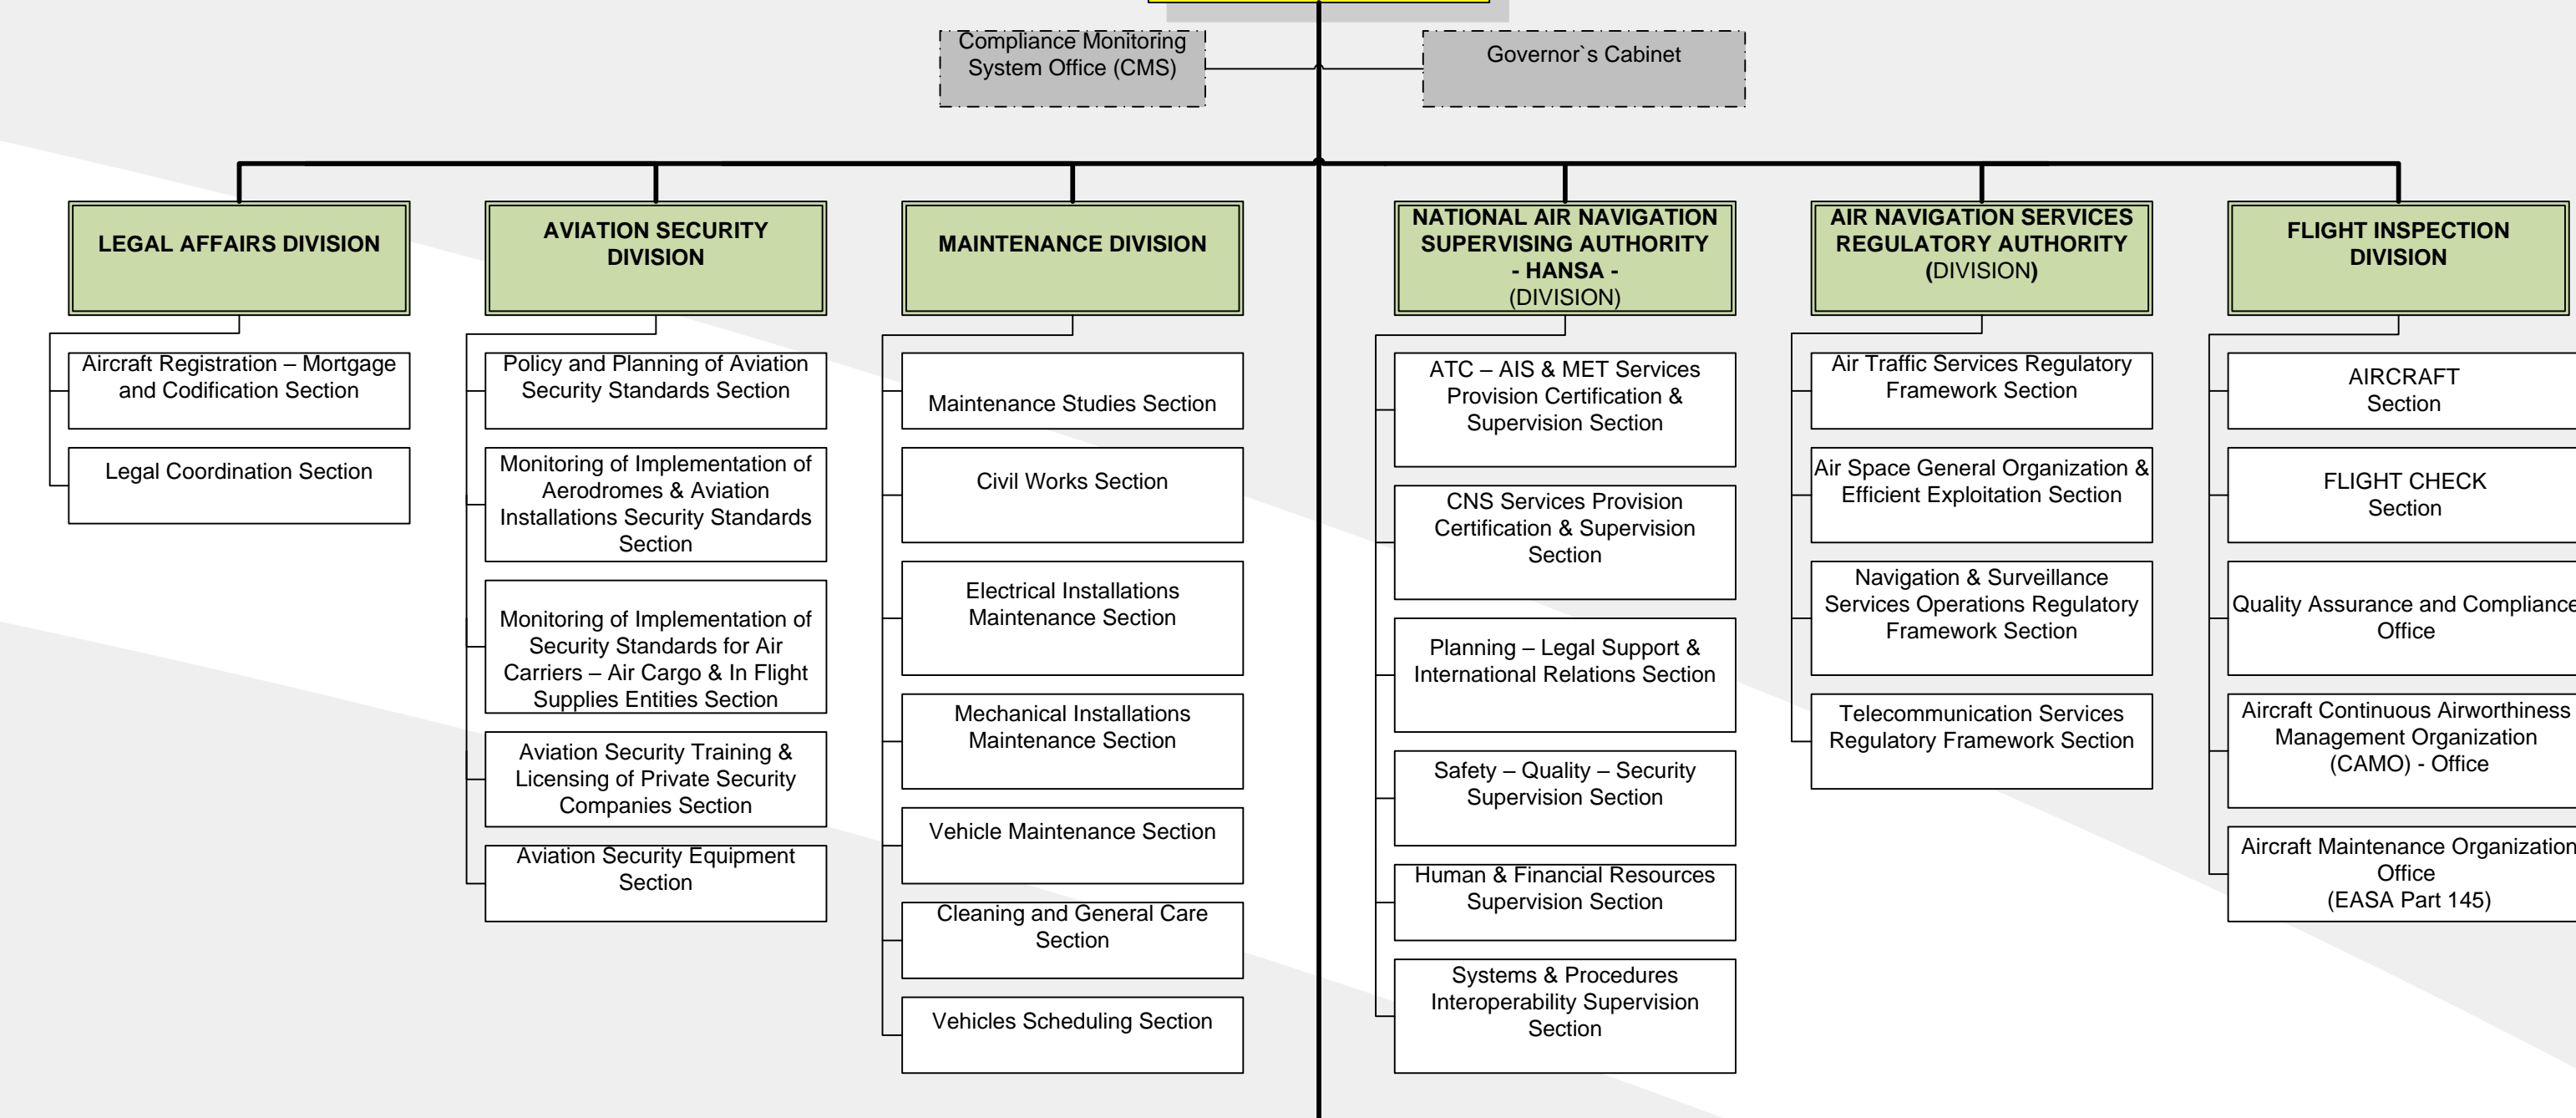 Compliance Monitoring
System Office (CMS)
Governor`s Cabinet
LEGAL AFFAIRS DIVISION
Aircraft Registration – Mortgage
and Codification Section
Legal Coordination Section
AVIATION SECURITY
DIVISION
Policy and Planning of Aviation
Security Standards Section
Monitoring of Implementation of
Aerodromes & Aviation
Installations Security Standards
Section
Monitoring of Implementation of
Security Standards for Air
Carriers – Air Cargo & In Flight
Supplies Entities Section
Aviation Security Training &
Licensing of Private Security
Companies Section
Aviation Security Equipment
Section
MAINTENANCE DIVISION
Maintenance Studies Section
Civil Works Section
Electrical Installations
Maintenance Section
Mechanical Installations
Maintenance Section
Vehicle Maintenance Section
Cleaning and General Care
Section
Vehicles Scheduling Section
NATIONAL AIR NAVIGATION
SUPERVISING AUTHORITY
- HANSA -
(DIVISION)
ATC – AIS & MET Services
Provision Certification &
Supervision Section
CNS Services Provision
Certification & Supervision
Section
Planning – Legal Support &
International Relations Section
Safety – Quality – Security
Supervision Section
Human & Financial Resources
Supervision Section
Systems & Procedures
Interoperability Supervision
Section
AIR NAVIGATION SERVICES
REGULATORY AUTHORITY
(DIVISION)
Air Traffic Services Regulatory
Framework Section
Air Space General Organization &
Efficient Exploitation Section
Navigation & Surveillance
Services Operations Regulatory
Framework Section
Telecommunication Services
Regulatory Framework Section
FLIGHT INSPECTION
DIVISION
AIRCRAFT
Section
FLIGHT CHECK
Section
Quality Assurance and Compliance
Office
Aircraft Continuous Airworthiness
Management Organization
(CAMO) - Office
Aircraft Maintenance Organization
Office
(EASA Part 145)